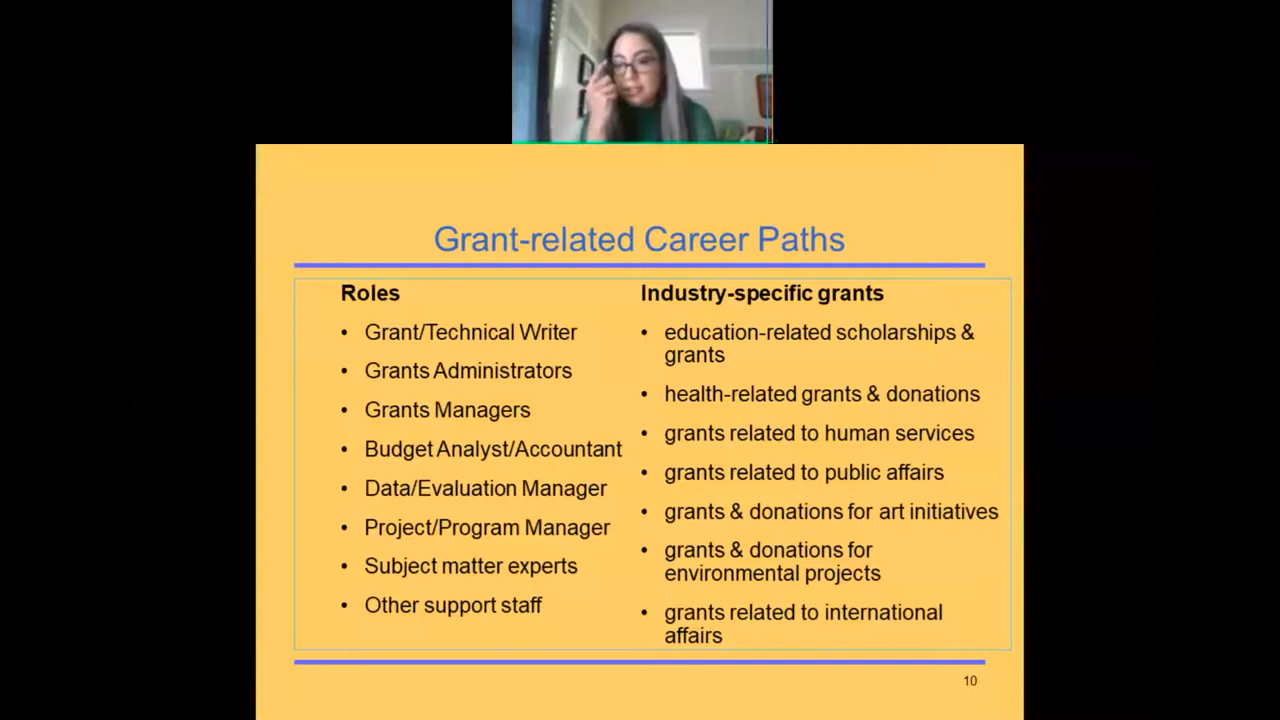 Grant-related Career Paths
Roles
• Grant/Technical Writer
• Grants Administrators
• Grants Managers
• Budget Analyst/Accountant
• Data/Evaluation Manager
• Project/Program Manager
• Subject matter experts
• Other support staff
Industry-specific grants
• education-related scholarships &
grants
• health-related grants & donations
• grants related to human services
• grants related to public affairs
• grants & donations for art initiatives
• grants & donations for
environmental projects
• grants related to international
affairs
10